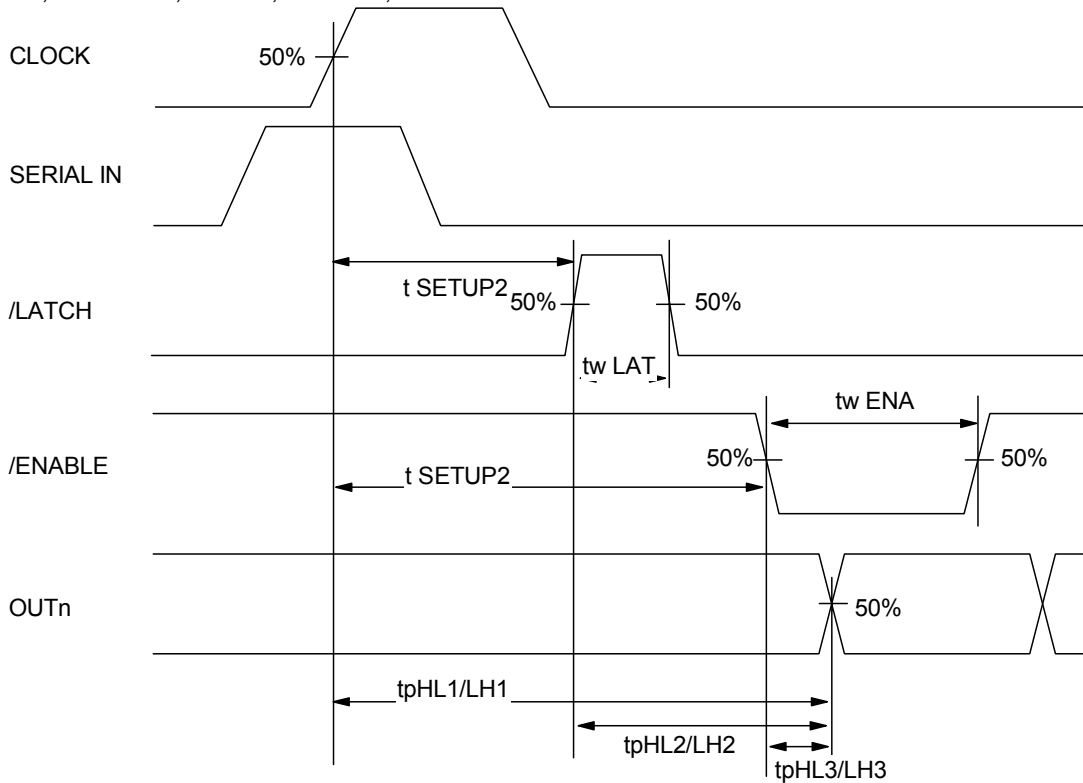 CLOCK
50%
SERIAL IN
t SETUP2
/LATCH
50%
50%
tw LAT
tw ENA
/ENABLE
50%
50%
t SETUP2
OUTn
50%
tpHL1/LH1
tpHL2/LH2
tpHL3/LH3